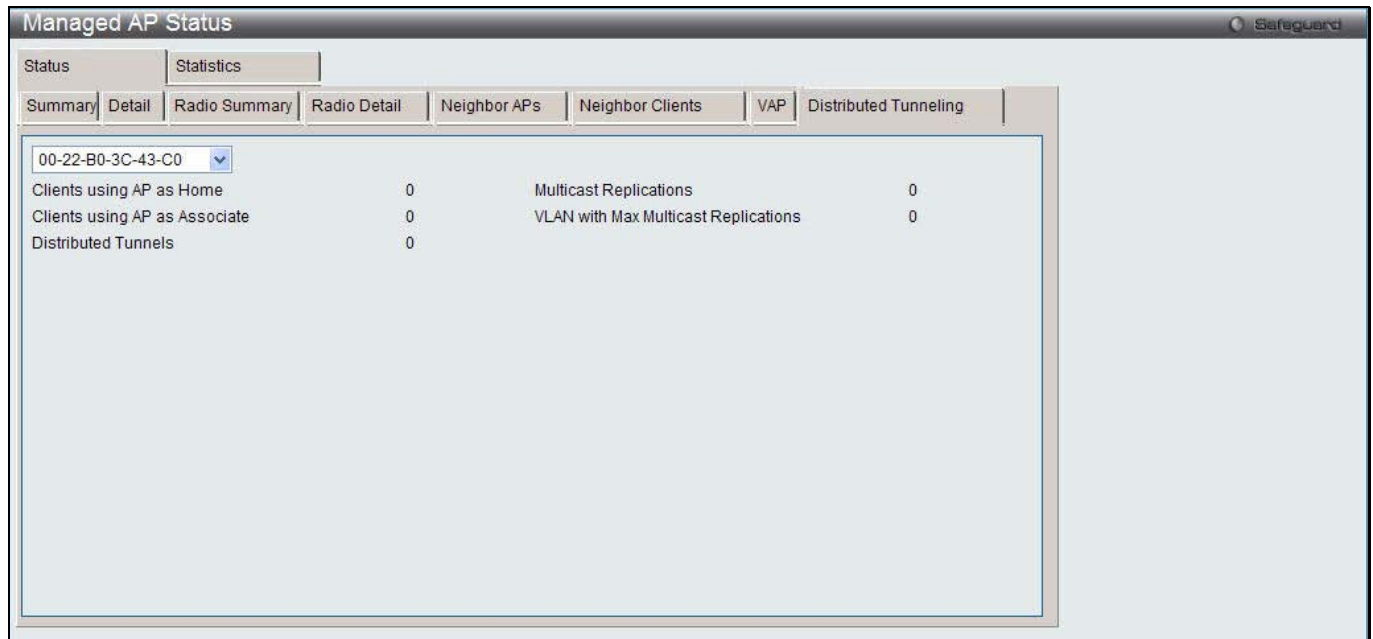 Managed AP Status
Safeguard
Status Statistics
Summary Detail Radio Summary Radio Detail Neighbor APs Neighbor Clients VAP Distributed Tunneling
00-22-B0-3C-43-C0
Clients using AP as Home 0 Multicast Replications 0
Clients using AP as Associate 0 VLAN with Max Multicast Replications 0
Distributed Tunnels 0